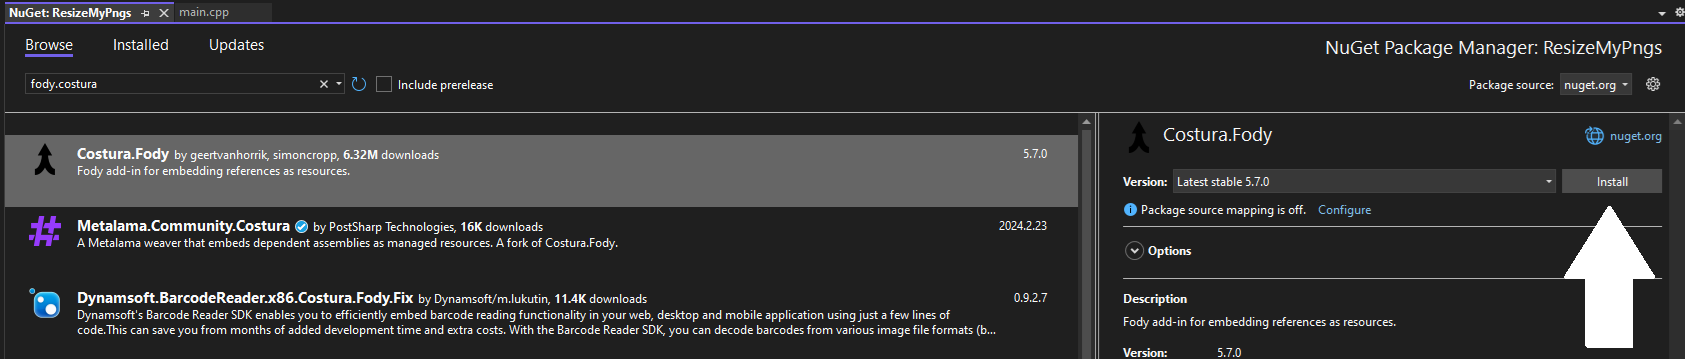 NuGet: ResizeMyPngs
main.cpp
Browse
Installed
Updates
NuGet Package Manager: ResizeMyPngs
fody.costura
Include prerelease
Package source: nuget.org
Costura.Fody by geertvanhorrik, simoncropp, 6.32M downloads
5.7.0
Fody add-in for embedding references as resources.
Metalama.Community.Costura by PostSharp Technologies, 16K downloads
2024.2.23
A Metalama weaver that embeds dependent assemblies as managed resources. A fork of Costura.Fody.
Dynamsoft.BarcodeReader.x86.Costura.Fody.Fix by Dynamsoft/m.lukutin, 11.4K downloads
0.9.2.7
Dynamsoft's Barcode Reader SDK enables you to efficiently embed barcode reading functionality in your web, desktop and mobile application using just a few lines of
code.This can save you from months of added development time and extra costs. With the Barcode Reader SDK, you can decode barcodes from various image file formats (b...
Costura.Fody
nuget.org
Version: Latest stable 5.7.0
Install
Package source mapping is off. Configure
Options
Description
Fody add-in for embedding references as resources.
Version: 5.7.0